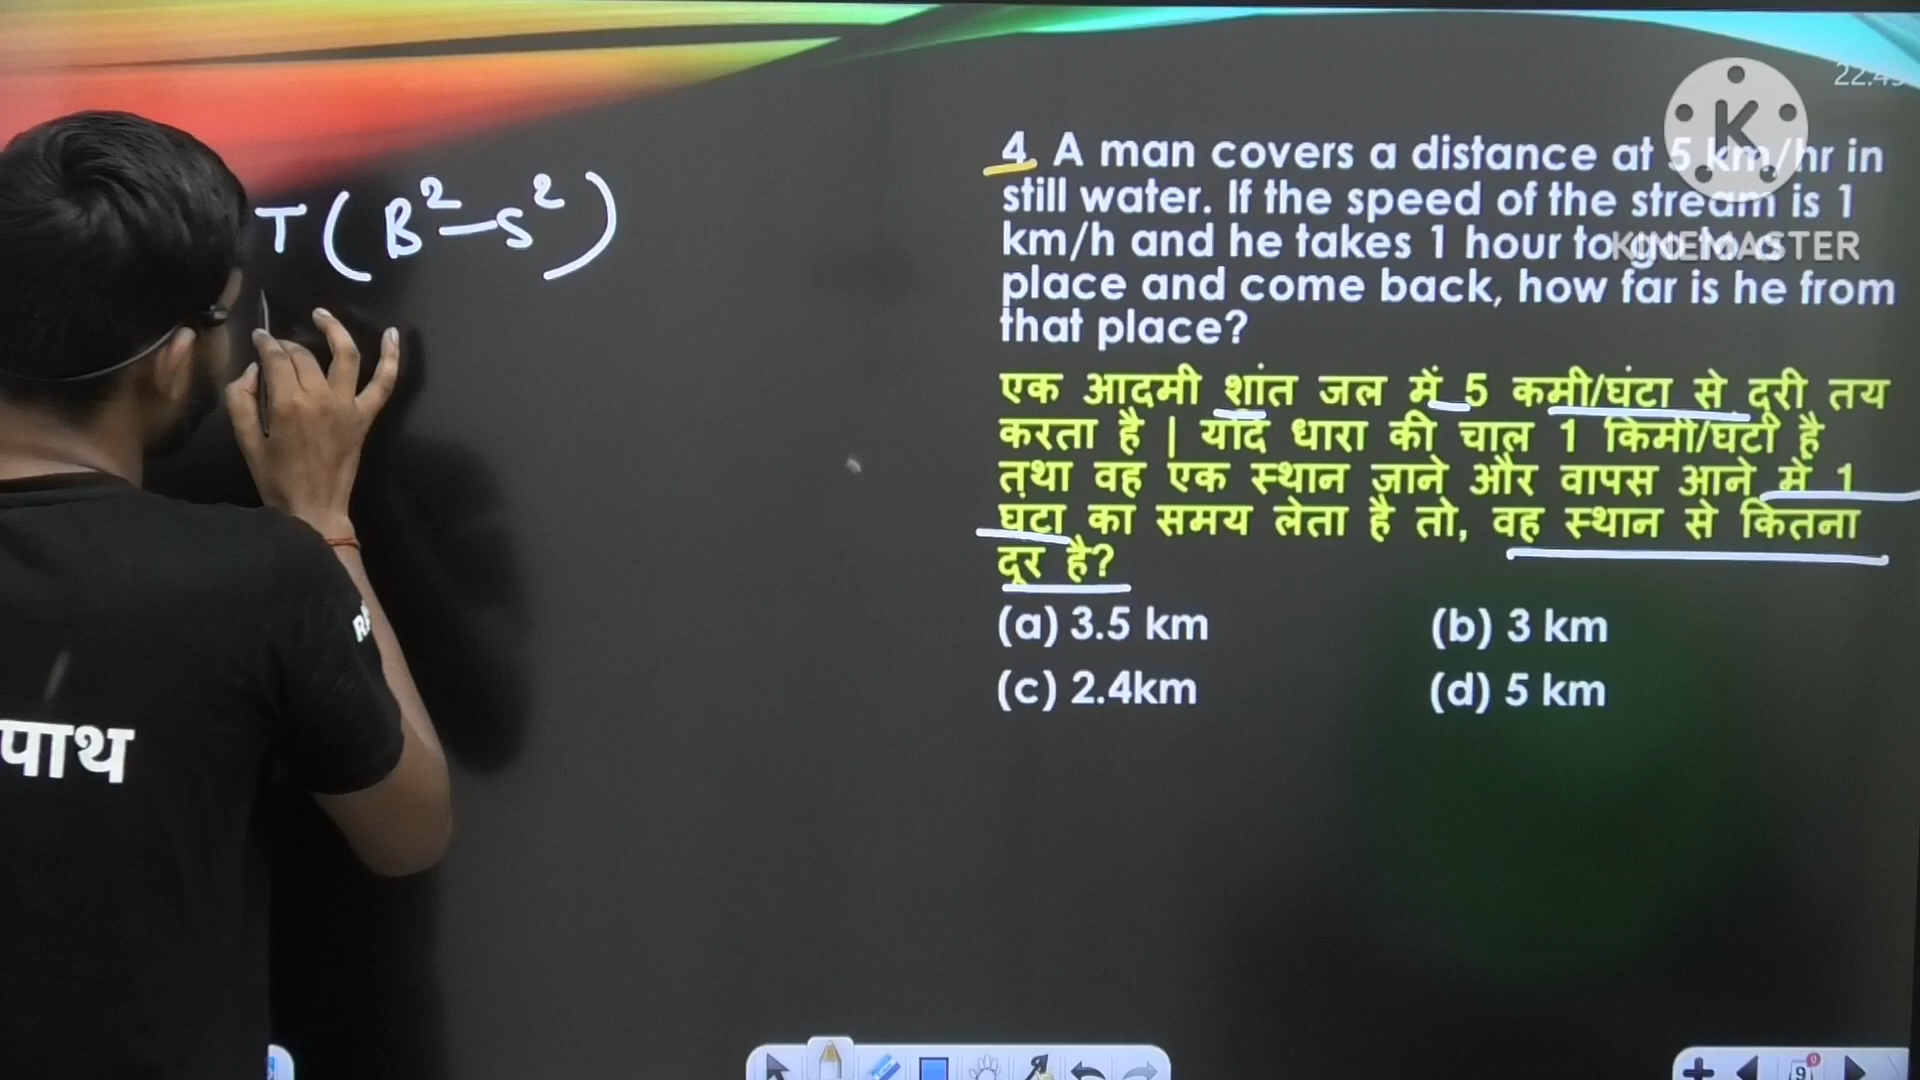 T ( B²-S² )
4. A man covers a distance at 5 km/hr in
still water. If the speed of the stream is 1
km/h and he takes 1 hour to go to a
place and come back, how far is he from
that place?
एक आदमी शांत जल में 5 कमी/घंटा से दूरी तय
करता है | यदि धारा की चाल 1 किमी/घंटा है
तथा वह एक स्थान जाने और वापस आने में 1
घंटा का समय लेता है तो, वह स्थान से कितना
दूर है?
(a) 3.5 km
(b) 3 km
(c) 2.4km
(d) 5 km
K
KINEMASTER
पाथ
9